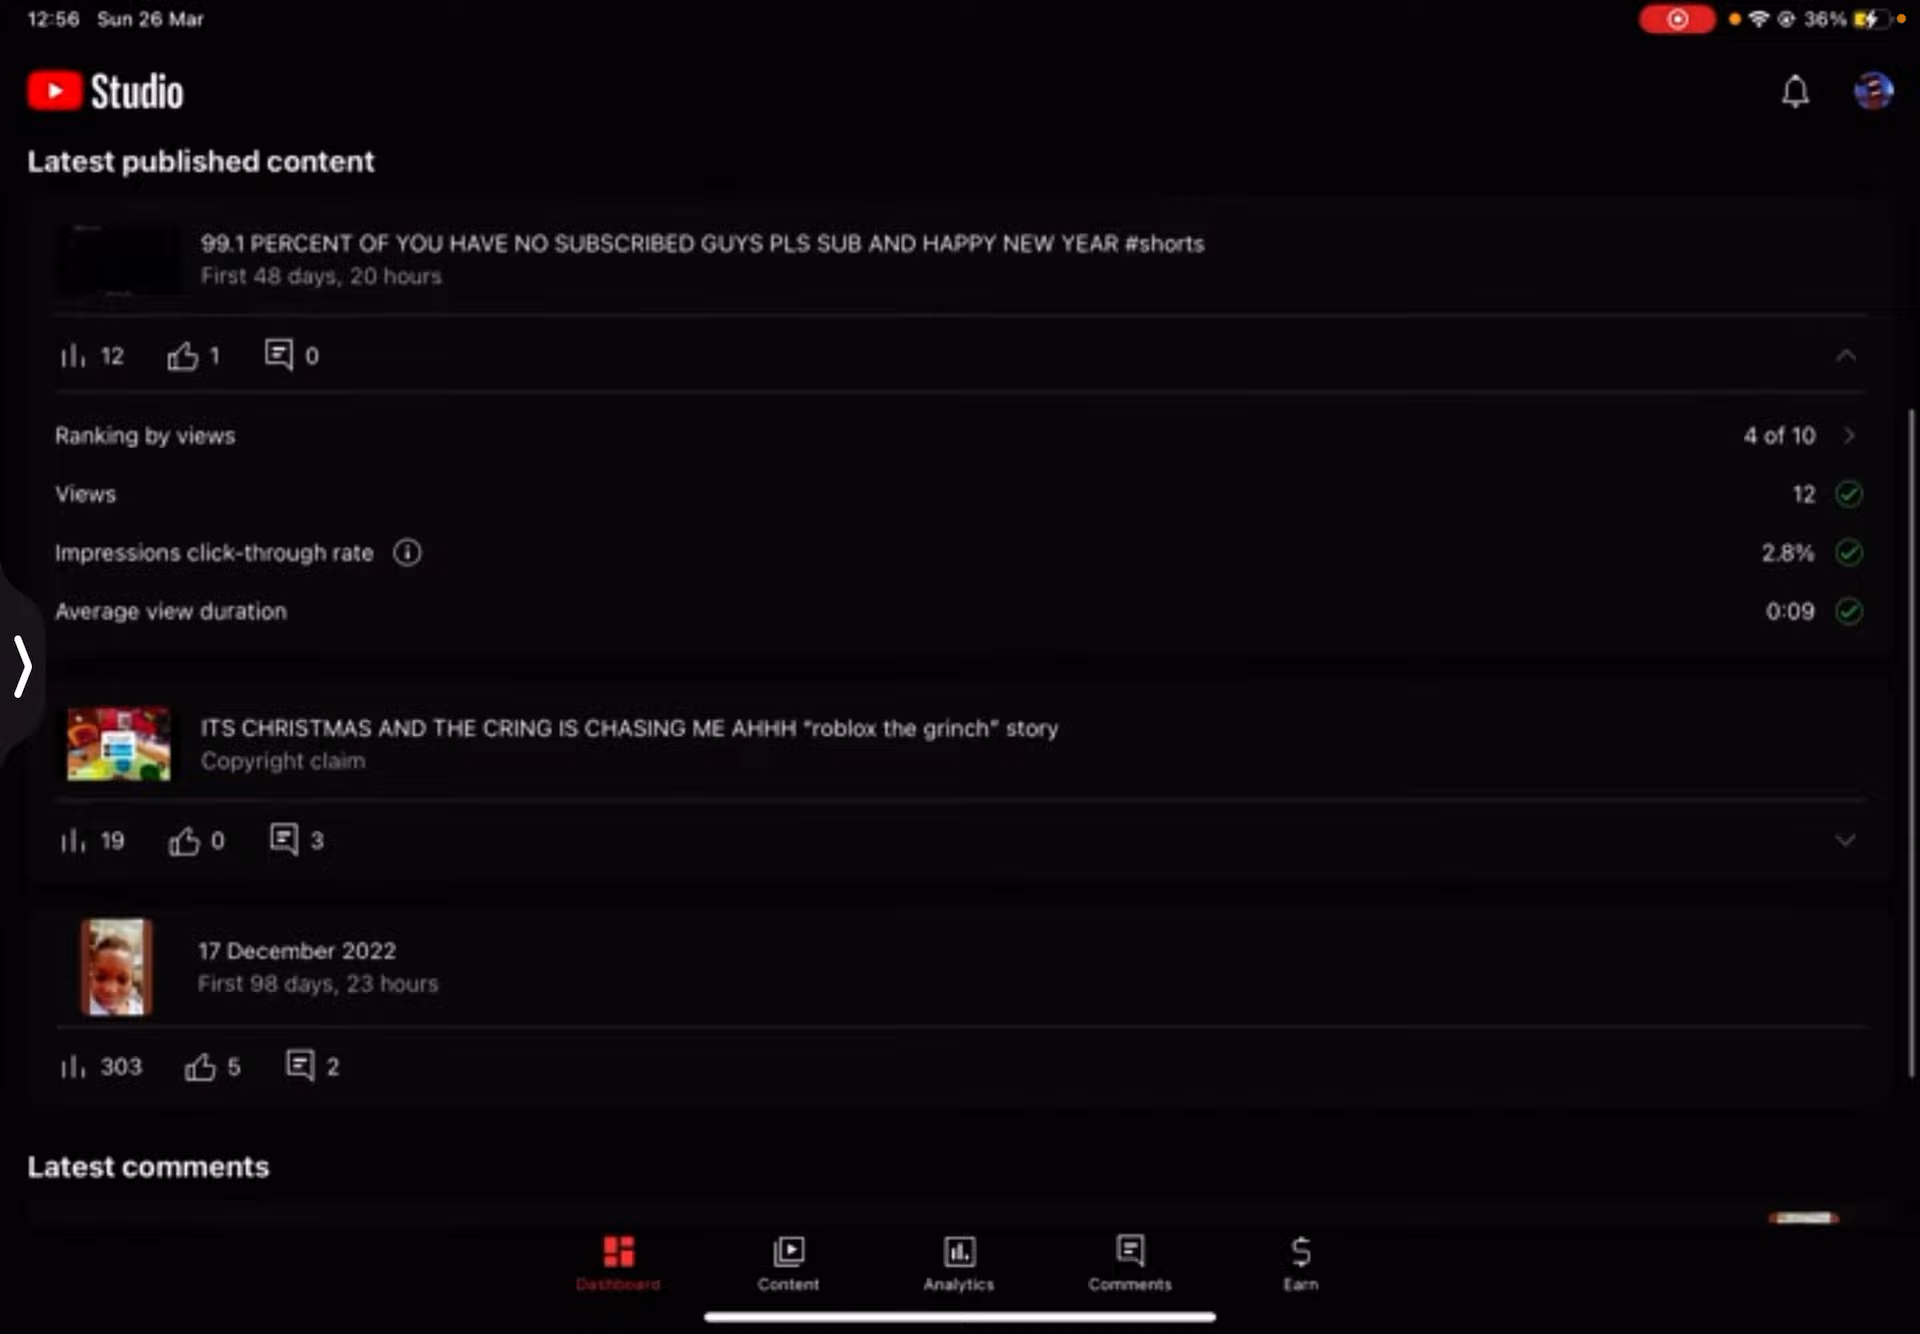 12:56 Sun 26 Mar
36%
Studio
Latest published content
99.1 PERCENT OF YOU HAVE NO SUBSCRIBED GUYS PLS SUB AND HAPPY NEW YEAR #shorts
First 48 days, 20 hours
12 1 0
Ranking by views 4 of 10
Views 12
Impressions click-through rate 2.8%
Average view duration 0:09
ITS CHRISTMAS AND THE CRING IS CHASING ME AHHH “roblox the grinch” story
Copyright claim
19 0 3
17 December 2022
First 98 days, 23 hours
303 5 2
Latest comments
Dashboard Content Analytics Comments Earn